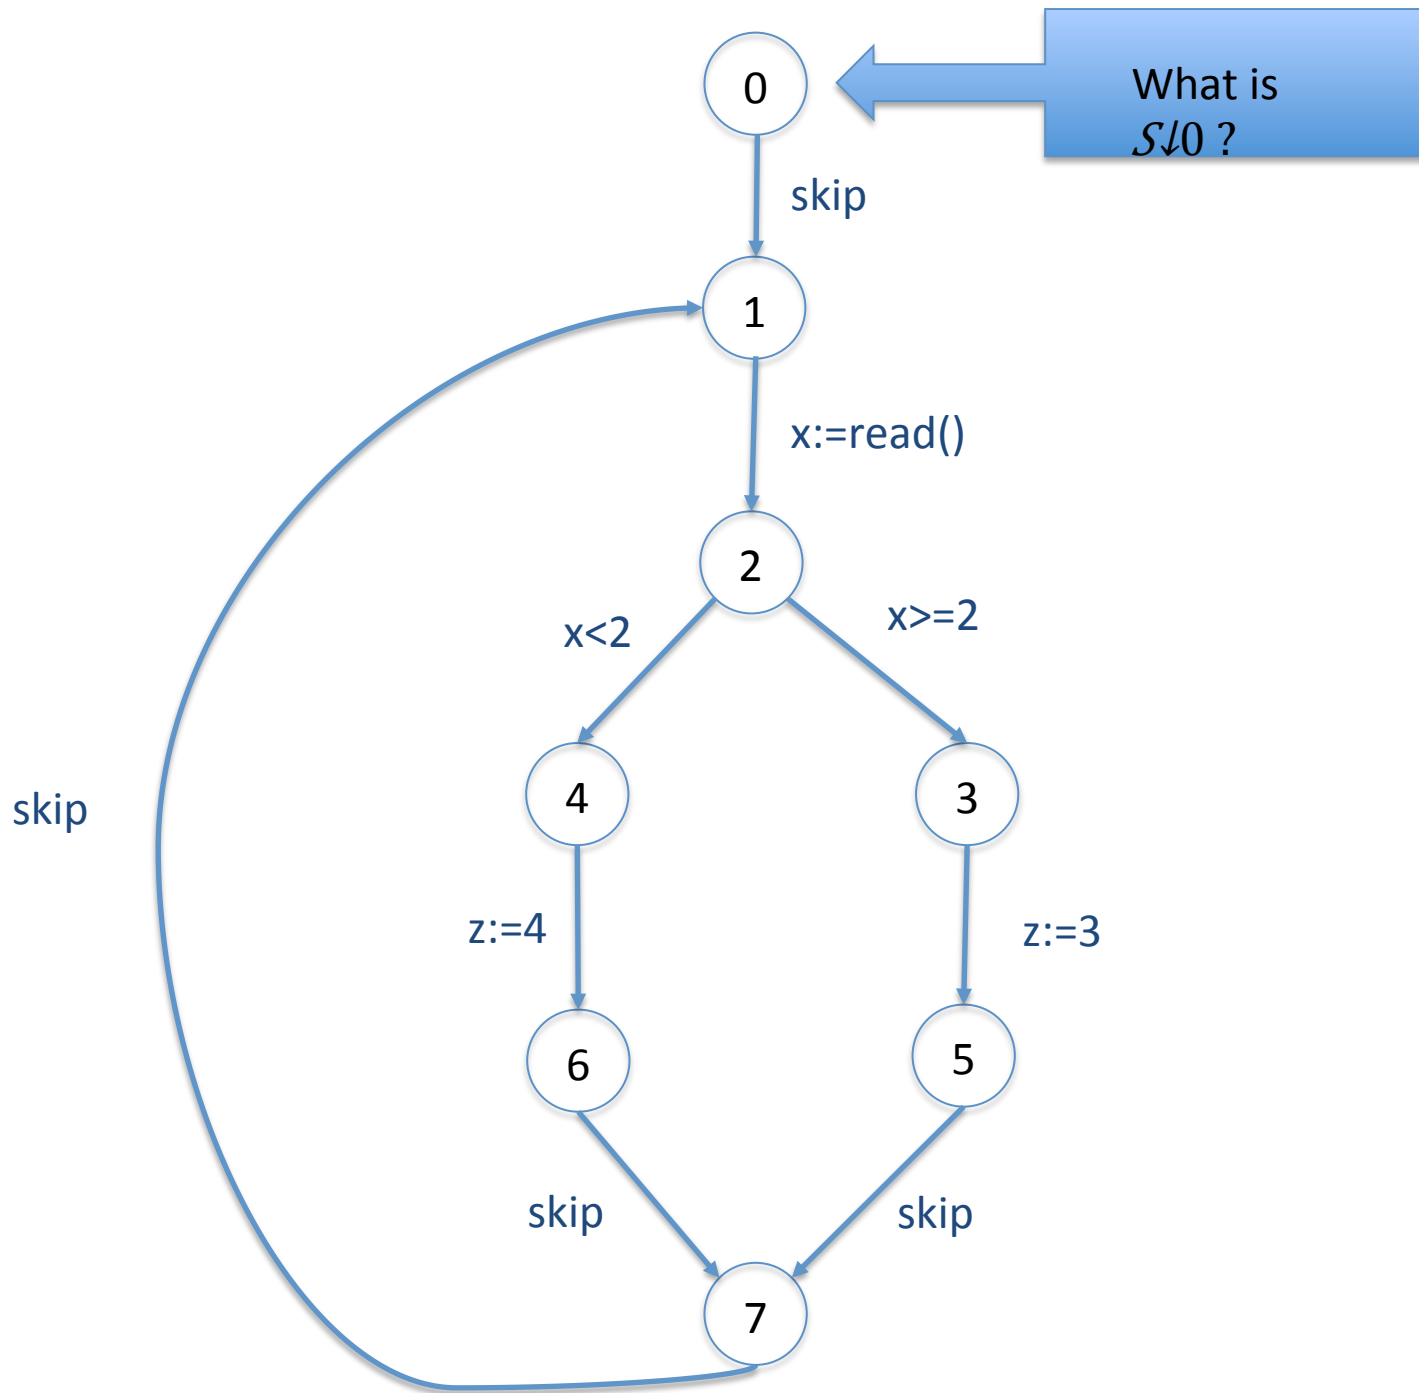 0
What is
S↓0 ?
skip
1
x:=read()
2
x<2
x>=2
4
3
skip
z:=4
z:=3
6
5
skip
skip
7